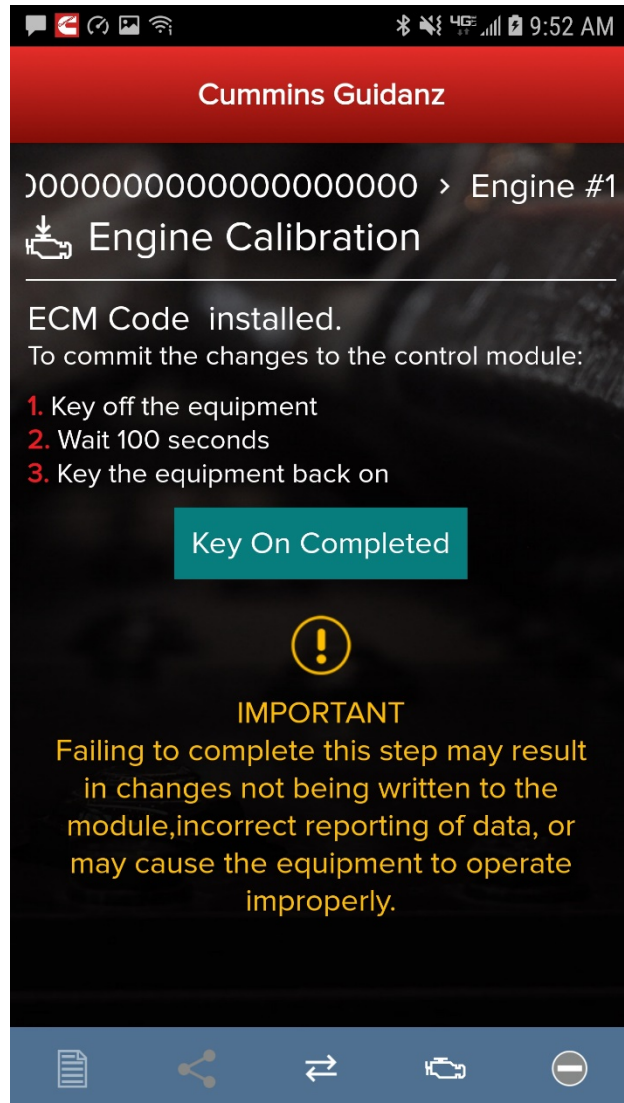 4GE 9:52 AM
Cummins Guidanz
00000000000000000000 > Engine #1
Engine Calibration
ECM Code installed.
To commit the changes to the control module:
1. Key off the equipment
2. Wait 100 seconds
3. Key the equipment back on
Key On Completed
IMPORTANT
Failing to complete this step may result
in changes not being written to the
module,incorrect reporting of data, or
may cause the equipment to operate
improperly.